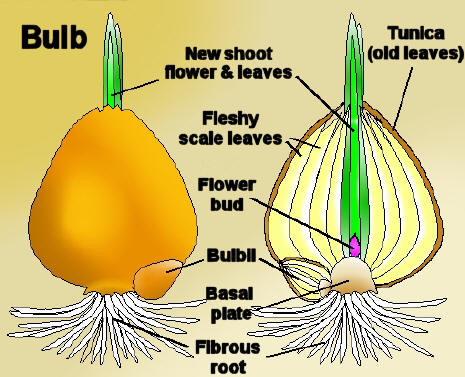 Bulb
Tunica
(old leaves)
New shoot
flower & leaves
Fleshy
scale leaves
Flower
bud
Bulbil
Basal
plate
Fibrous
root